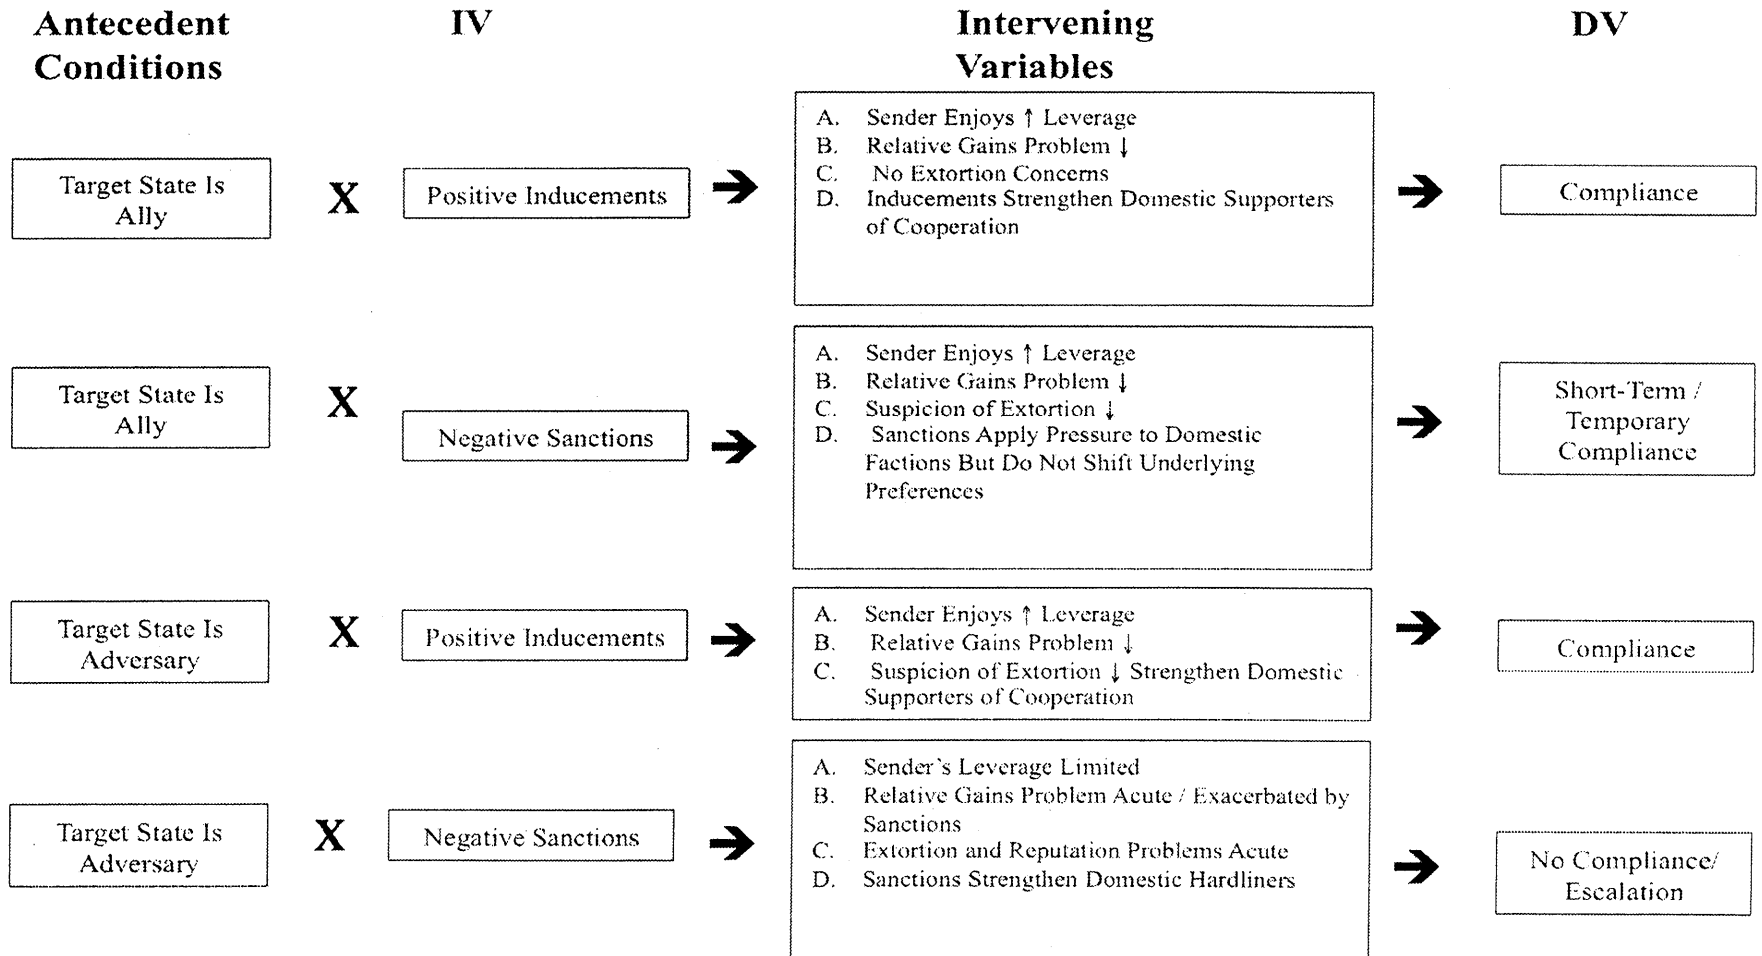 Antecedent
Conditions
IV
Intervening
Variables
DV
Target State Is
Ally
X
Positive Inducements
A. Sender Enjoys ↑ Leverage
B. Relative Gains Problem ↓
C. No Extortion Concerns
D. Inducements Strengthen Domestic Supporters
of Cooperation
Compliance
Target State Is
Ally
X
Negative Sanctions
A. Sender Enjoys ↑ Leverage
B. Relative Gains Problem ↓
C. Suspicion of Extortion ↓
D. Sanctions Apply Pressure to Domestic
Factions But Do Not Shift Underlying
Preferences
Short-Term /
Temporary
Compliance
Target State Is
Adversary
X
Positive Inducements
A. Sender Enjoys ↑ Leverage
B. Relative Gains Problem ↓
C. Suspicion of Extortion ↓ Strengthen Domestic
Supporters of Cooperation
Compliance
Target State Is
Adversary
X
Negative Sanctions
A. Sender's Leverage Limited
B. Relative Gains Problem Acute / Exacerbated by
Sanctions
C. Extortion and Reputation Problems Acute
D. Sanctions Strengthen Domestic Hardliners
No Compliance/
Escalation